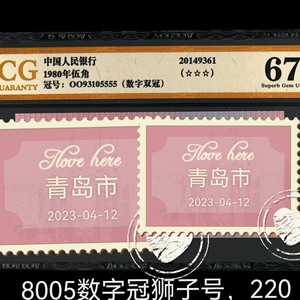 CG
GUARANTY
中国人民银行
1980年伍角
冠号：OO93105555（数字双冠）
20149361
（☆☆☆）
67
Superb Gem U
I love here
青岛市
2023-04-12
I love here
青岛市
2023-04-12
8005数字冠狮子号，220